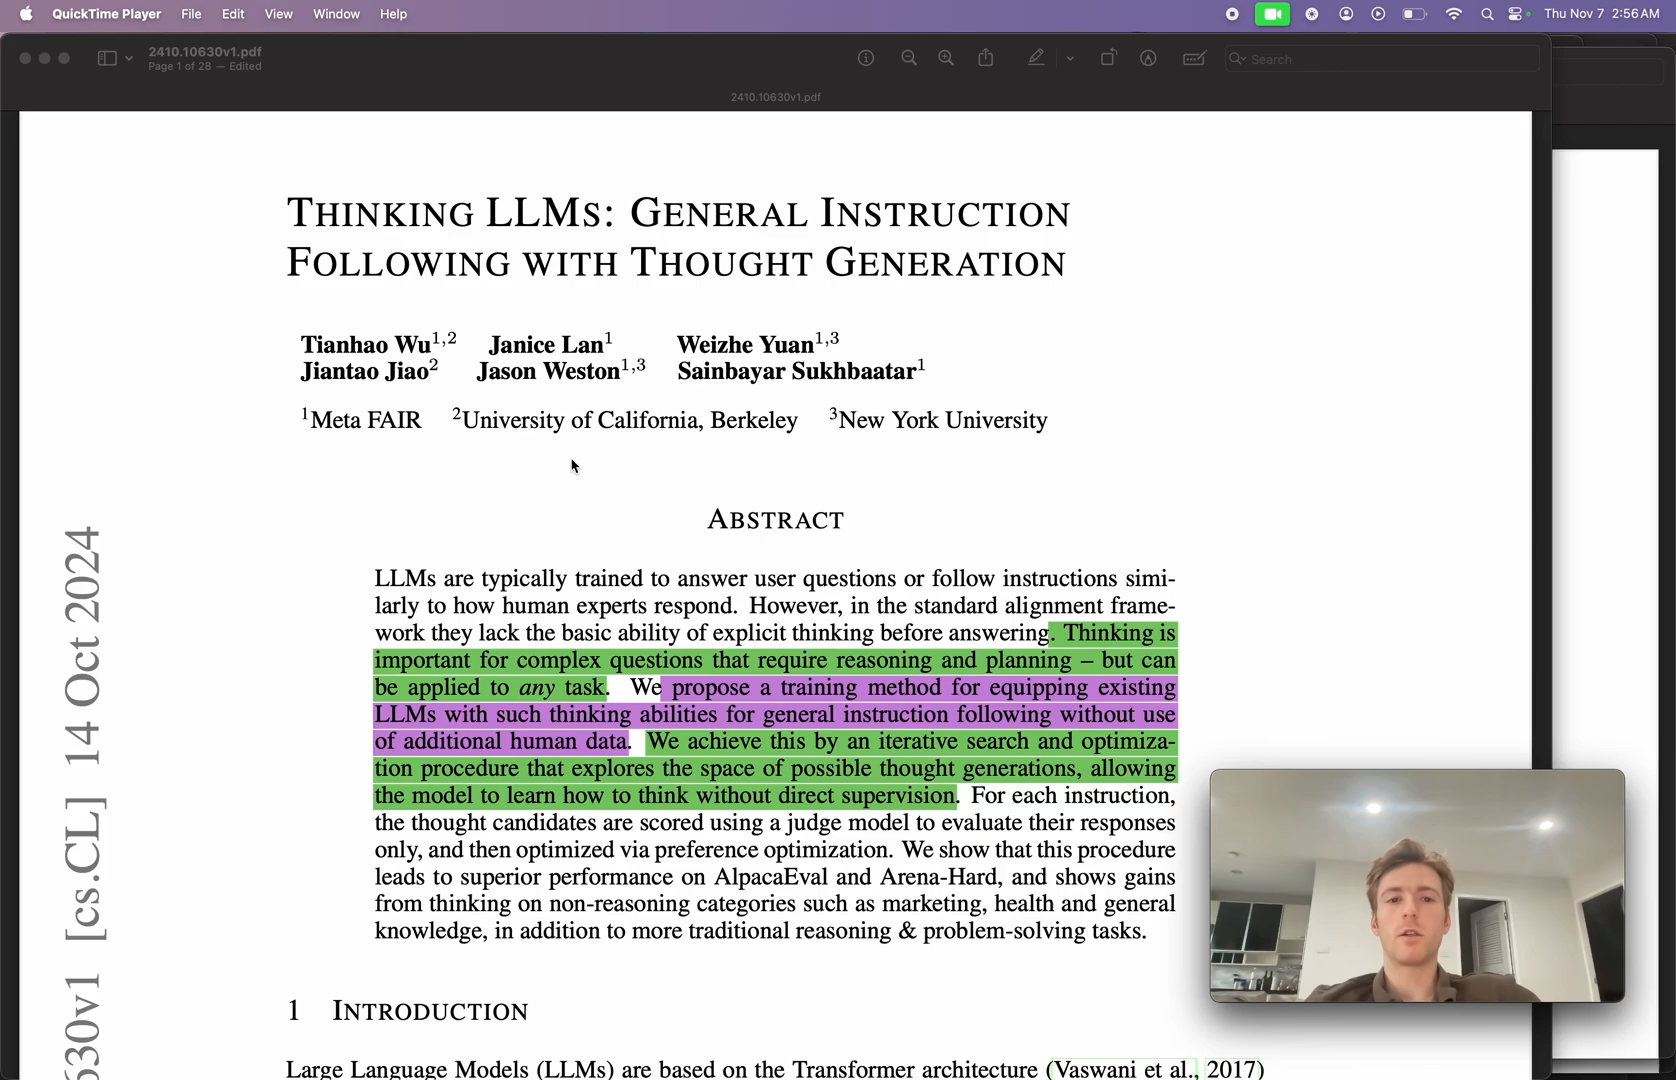 QuickTime Player File Edit View Window Help
Thu Nov 7 2:56 AM
2410.10630v1.pdf
Page 1 of 28 — Edited
Search
2410.10630v1.pdf
THINKING LLMS: GENERAL INSTRUCTION
FOLLOWING WITH THOUGHT GENERATION
Tianhao Wu1,2 Janice Lan1 Weizhe Yuan1,3
Jiantao Jiao2 Jason Weston1,3 Sainbayar Sukhbaatar1
1Meta FAIR 2University of California, Berkeley 3New York University
ABSTRACT
LLMs are typically trained to answer user questions or follow instructions simi-
larly to how human experts respond. However, in the standard alignment frame-
work they lack the basic ability of explicit thinking before answering. Thinking is
important for complex questions that require reasoning and planning – but can
be applied to any task. We propose a training method for equipping existing
LLMs with such thinking abilities for general instruction following without use
of additional human data. We achieve this by an iterative search and optimiza-
tion procedure that explores the space of possible thought generations, allowing
the model to learn how to think without direct supervision. For each instruction,
the thought candidates are scored using a judge model to evaluate their responses
only, and then optimized via preference optimization. We show that this procedure
leads to superior performance on AlpacaEval and Arena-Hard, and shows gains
from thinking on non-reasoning categories such as marketing, health and general
knowledge, in addition to more traditional reasoning & problem-solving tasks.
630v1 [cs.CL] 14 Oct 2024
1 INTRODUCTION
Large Language Models (LLMs) are based on the Transformer architecture (Vaswani et al., 2017)